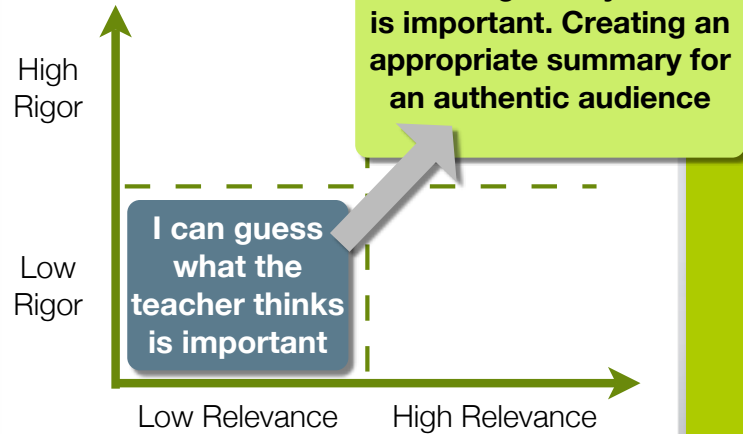 is important. Creating an
appropriate summary for
an authentic audience
High
Rigor
I can guess
what the
teacher thinks
is important
Low
Rigor
Low Relevance
High Relevance